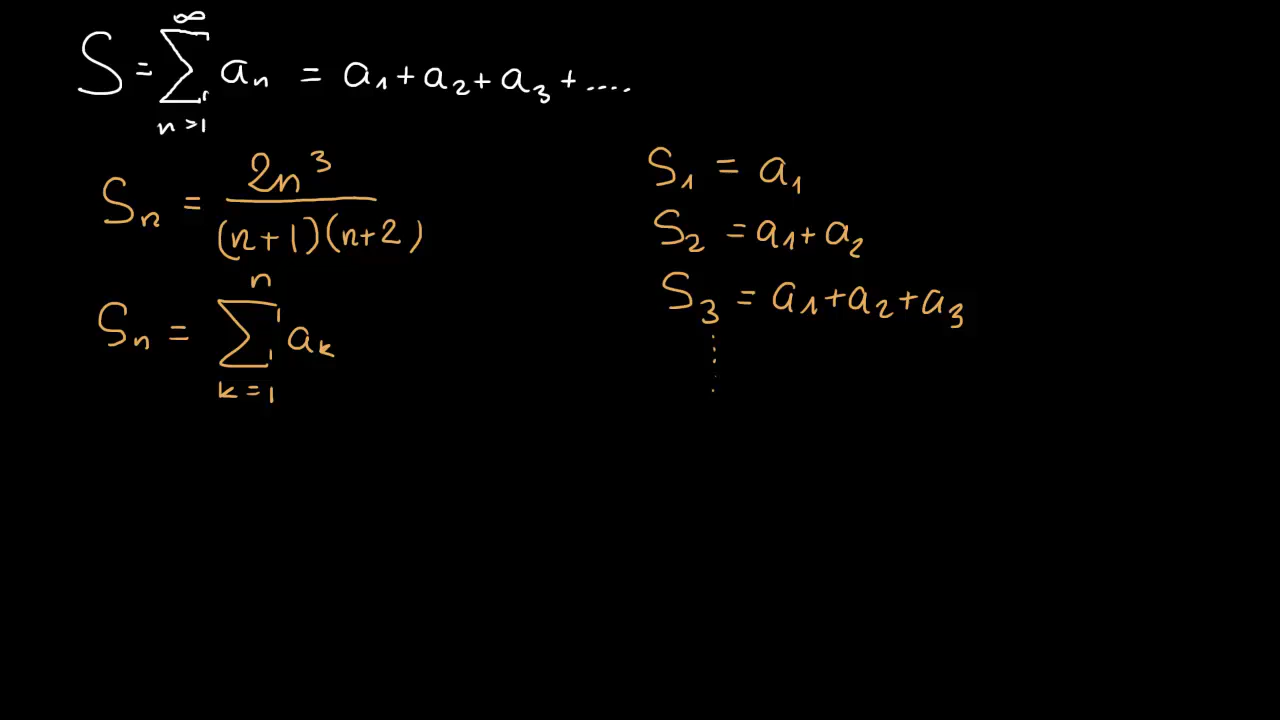 S = ∑_{n>1}^{∞} a_n = a_1 + a_2 + a_3 + ....
S_n = 2n^3 / (n+1)(n+2)
S_n = ∑_{k=1}^{n} a_k
S_1 = a_1
S_2 = a_1 + a_2
S_3 = a_1 + a_2 + a_3